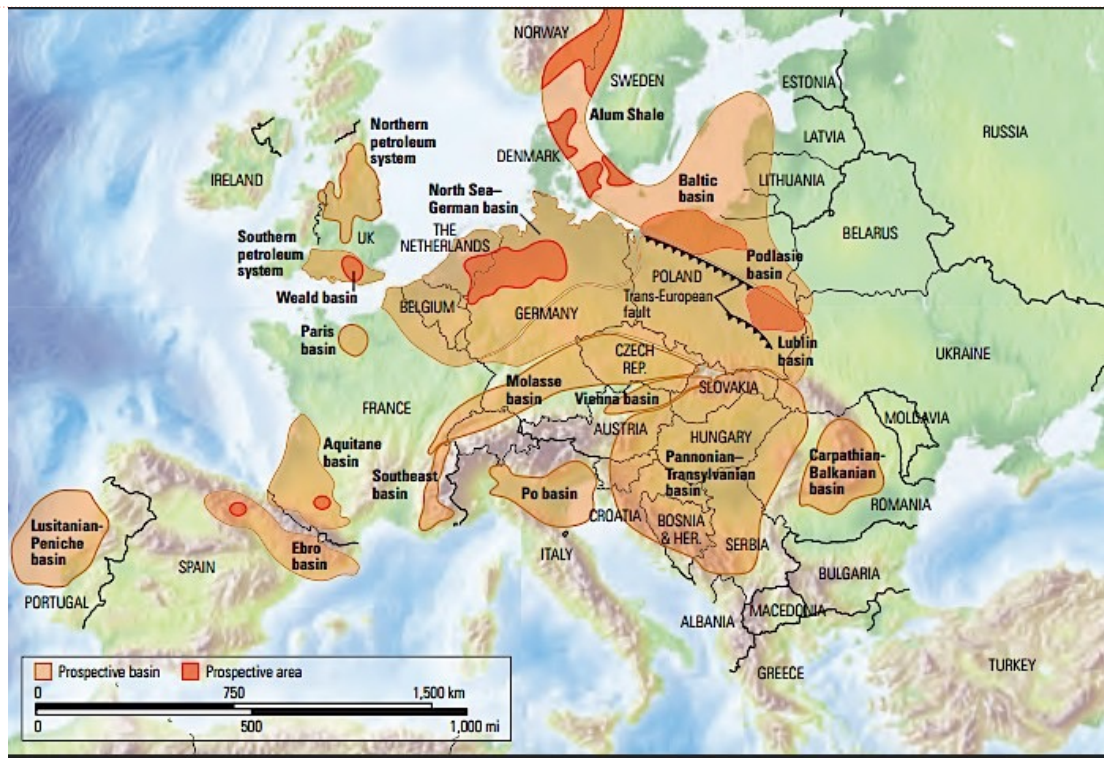 NORWAY
SWEDEN
ESTONIA
RUSSIA
Northern
petroleum
system
Alum Shale
LATVIA
DENMARK
IRELAND
Baltic
basin
LITHUANIA
North Sea–
German basin
THE
NETHERLANDS
BELARUS
Southern
petroleum
system
UK
Podlasie
basin
POLAND
Weald basin
Trans-European
fault
BELGIUM
GERMANY
Paris
basin
Lublin
basin
UKRAINE
CZECH
REP.
Molasse
basin
SLOVAKIA
Vienna basin
FRANCE
MOLDAVIA
AUSTRIA
HUNGARY
Aquitane
basin
Pannonian–
Transylvanian
basin
Carpathian-
Balkanian
basin
Southeast
basin
Po basin
ROMANIA
CROATIA
BOSNIA
& HER.
Lusitanian-
Peniche
basin
Ebro
basin
SERBIA
ITALY
SPAIN
BULGARIA
PORTUGAL
ALBANIA
MACEDONIA
TURKEY
GREECE
Prospective basin
Prospective area
0 750 1,500 km
0 500 1,000 mi